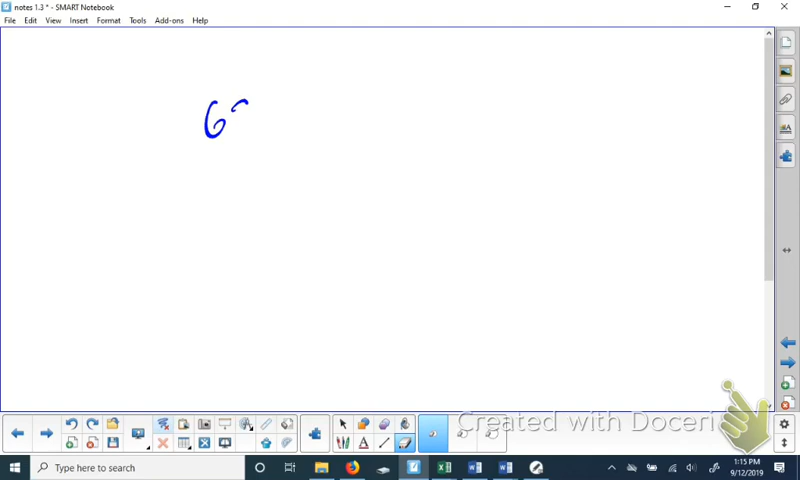 notes 1.3 * - SMART Notebook
File Edit View Insert Format Tools Add-ons Help
6
Created with Doceri
Type here to search
1:15 PM
9/12/2019